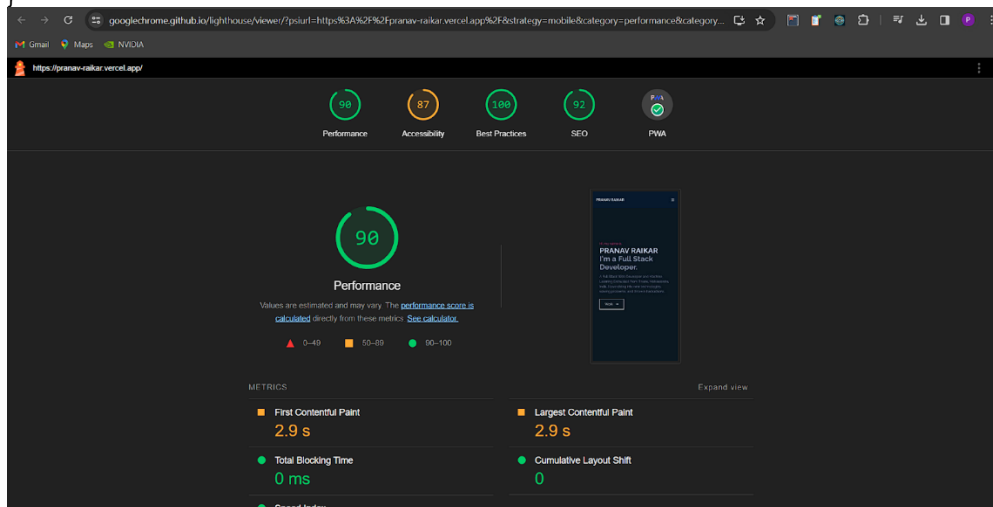 googlechrome.github.io/lighthouse/viewer/?psiurl=https%3A%2F%2Fpranav-raikar.vercel.app%2F&strategy=mobile&category=performance&category...
P
Gmail Maps NVIDIA
https://pranav-raikar.vercel.app/
90 87 100 92 PWA
Performance Accessibility Best Practices SEO PWA
90
PRANAV RAIKAR
PRANAV RAIKAR
I'm a Full Stack
Developer.
Performance
Values are estimated and may vary. The performance score is
calculated directly from these metrics. See calculator.
0–49 50–89 90–100
METRICS Expand view
First Contentful Paint
2.9 s
Largest Contentful Paint
2.9 s
Total Blocking Time
0 ms
Cumulative Layout Shift
0
Speed Index